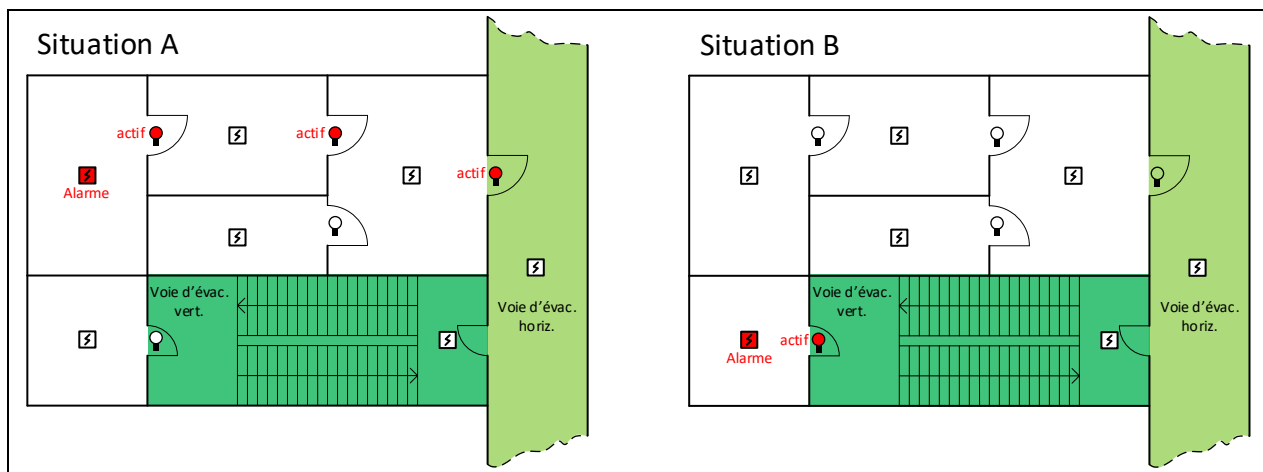 Situation A
actif
actif
Alarme
actif
Voie d'évac.
vert.
Voie d'évac.
horiz.
Situation B
Voie d'évac.
vert.
Voie d'évac.
horiz.
Alarme
actif